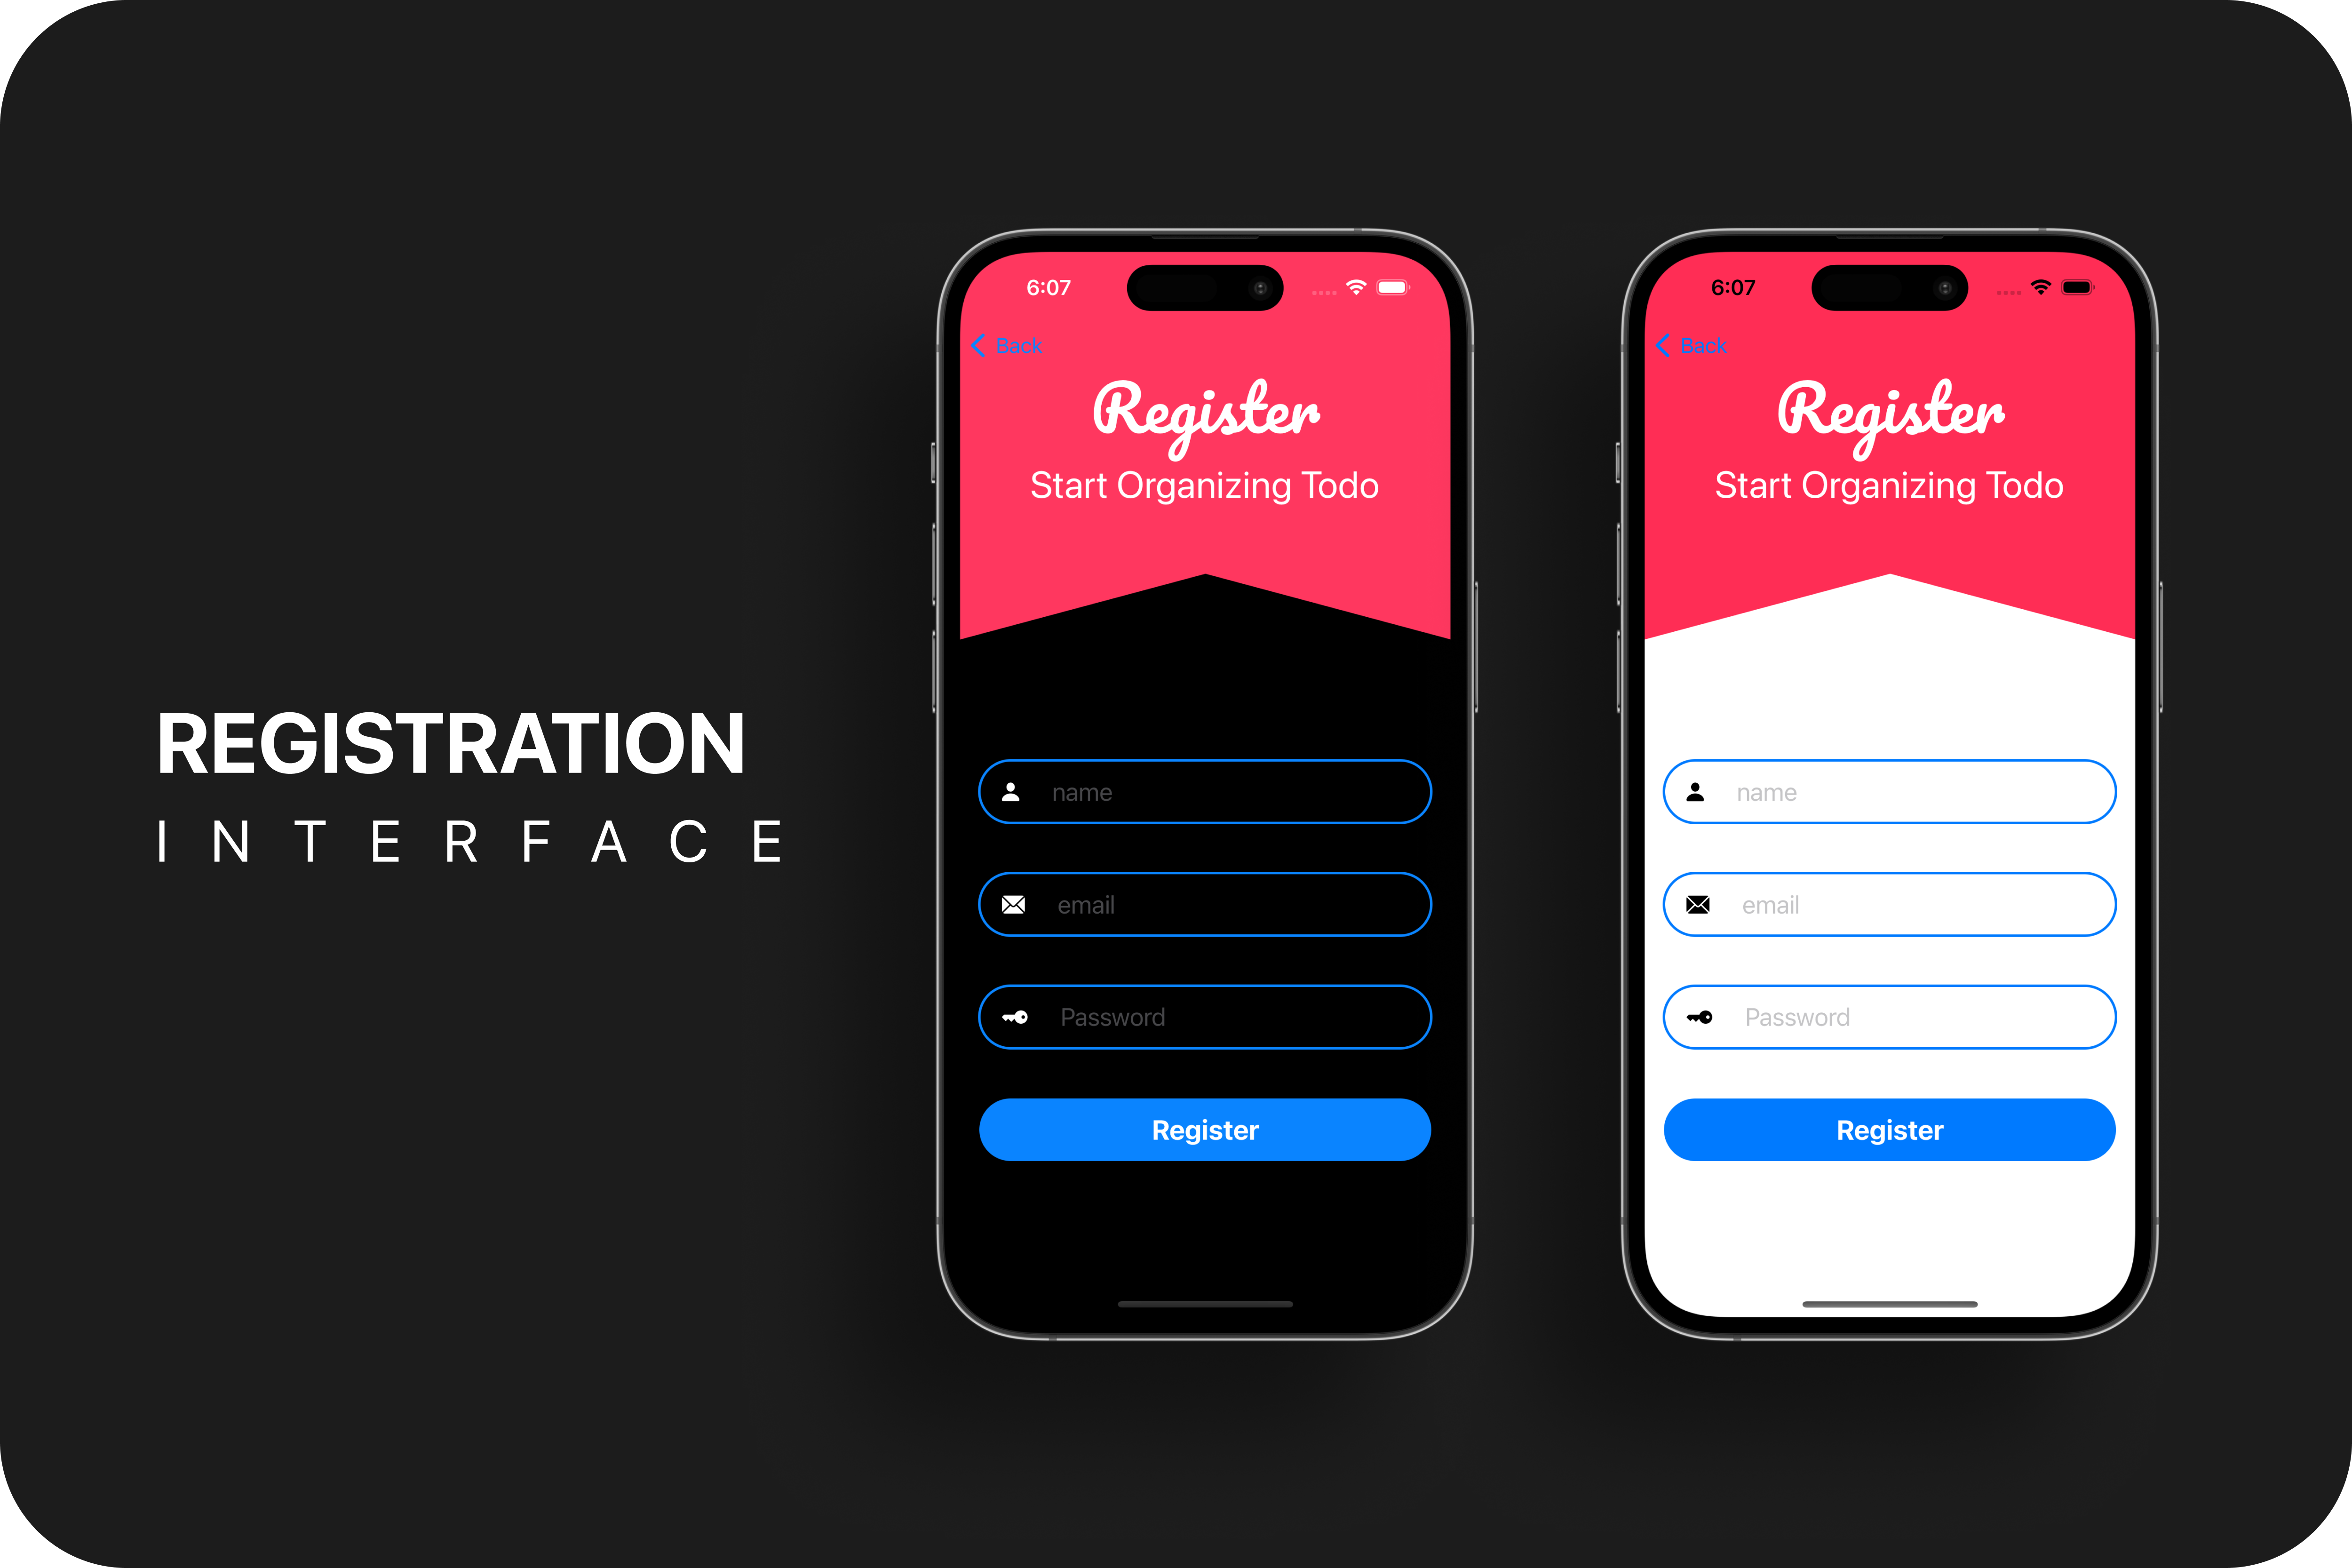 REGISTRATION
INTERFACE
6:07
Back
Register
Start Organizing Todo
name
email
Password
Register
6:07
Back
Register
Start Organizing Todo
name
email
Password
Register